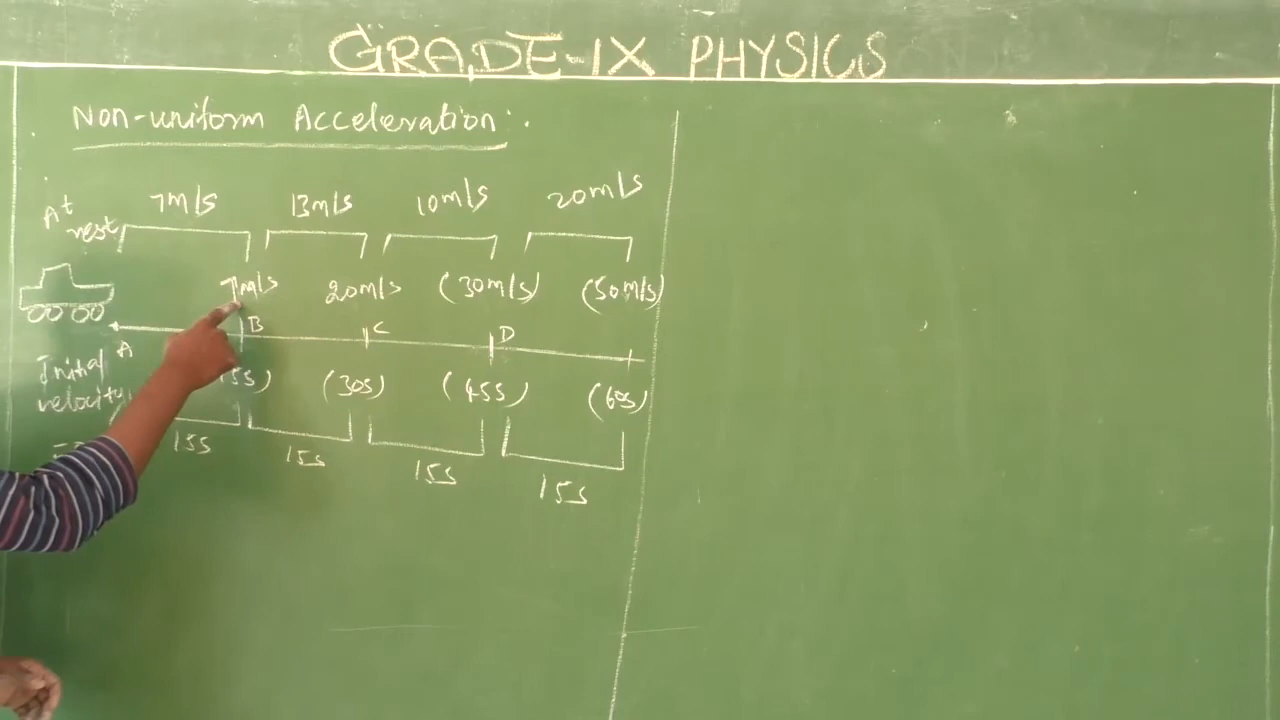 GRADE-IX PHYSICS
Non-uniform Acceleration:
At rest
7m/s 13m/s 10m/s 20m/s
7m/s 20m/s (30m/s) (50m/s)
A B C D
Initial velocity
(30s) (45s) (60s)
15s 15s 15s 15s